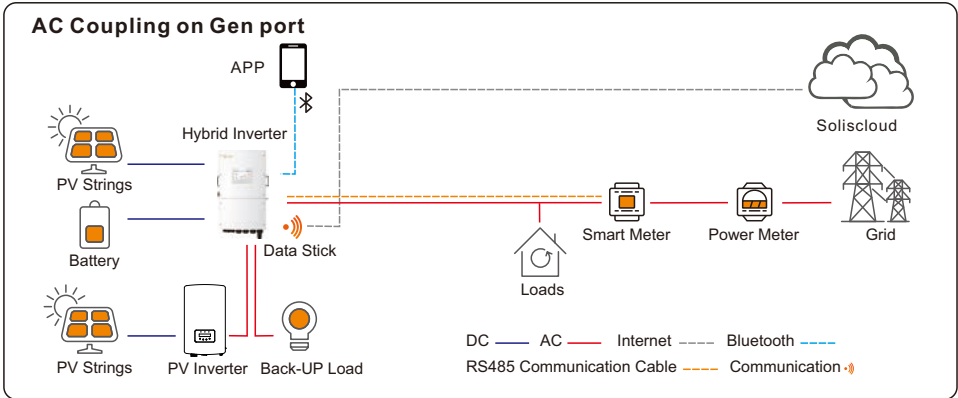 AC Coupling on Gen port
APP
Soliscloud
Hybrid Inverter
PV Strings
Battery
Data Stick
Smart Meter
Power Meter
Grid
Loads
PV Strings
PV Inverter
Back-UP Load
DC
AC
Internet
Bluetooth
RS485 Communication Cable
Communication